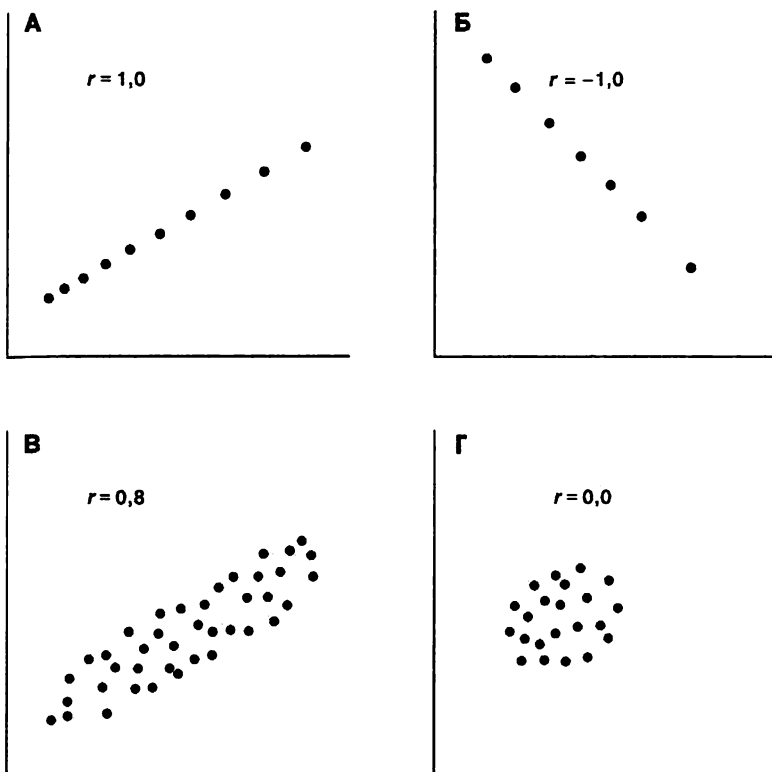 А
r = 1,0
Б
r = −1,0
В
r = 0,8
Г
r = 0,0